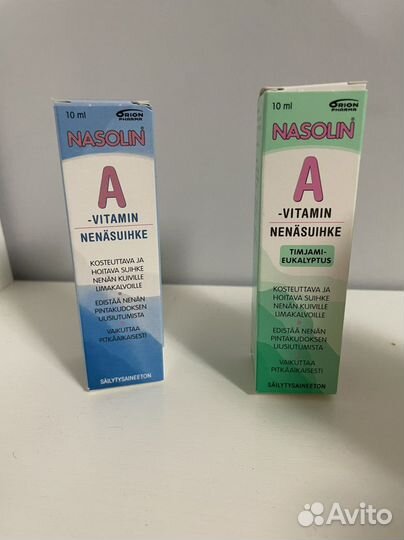 10 ml
ORION
PHARMA
NASOLIN
A
-VITAMIN
NENÄSUIHKE
KOSTEUTTAVA JA
HOITAVA SUIHKE
NENÄN KUIVILLE
LIMAKALVOILLE
EDISTÄÄ NENÄN
PINTAKUDOKSEN
UUSIUTUMISTA
VAIKUTTAA
PITKÄAIKAISESTI
SÄILYTYSAINEETON
10 ml
ORION
PHARMA
NASOLIN
A
-VITAMIN
NENÄSUIHKE
TIMJAMI-
EUKALYPTUS
KOSTEUTTAVA JA
HOITAVA SUIHKE
NENÄN KUIVILLE
LIMAKALVOILLE
EDISTÄÄ NENÄN
PINTAKUDOKSEN
UUSIUTUMISTA
VAIKUTTAA
PITKÄAIKAISESTI
SÄILYTYSAINEETON
Avito